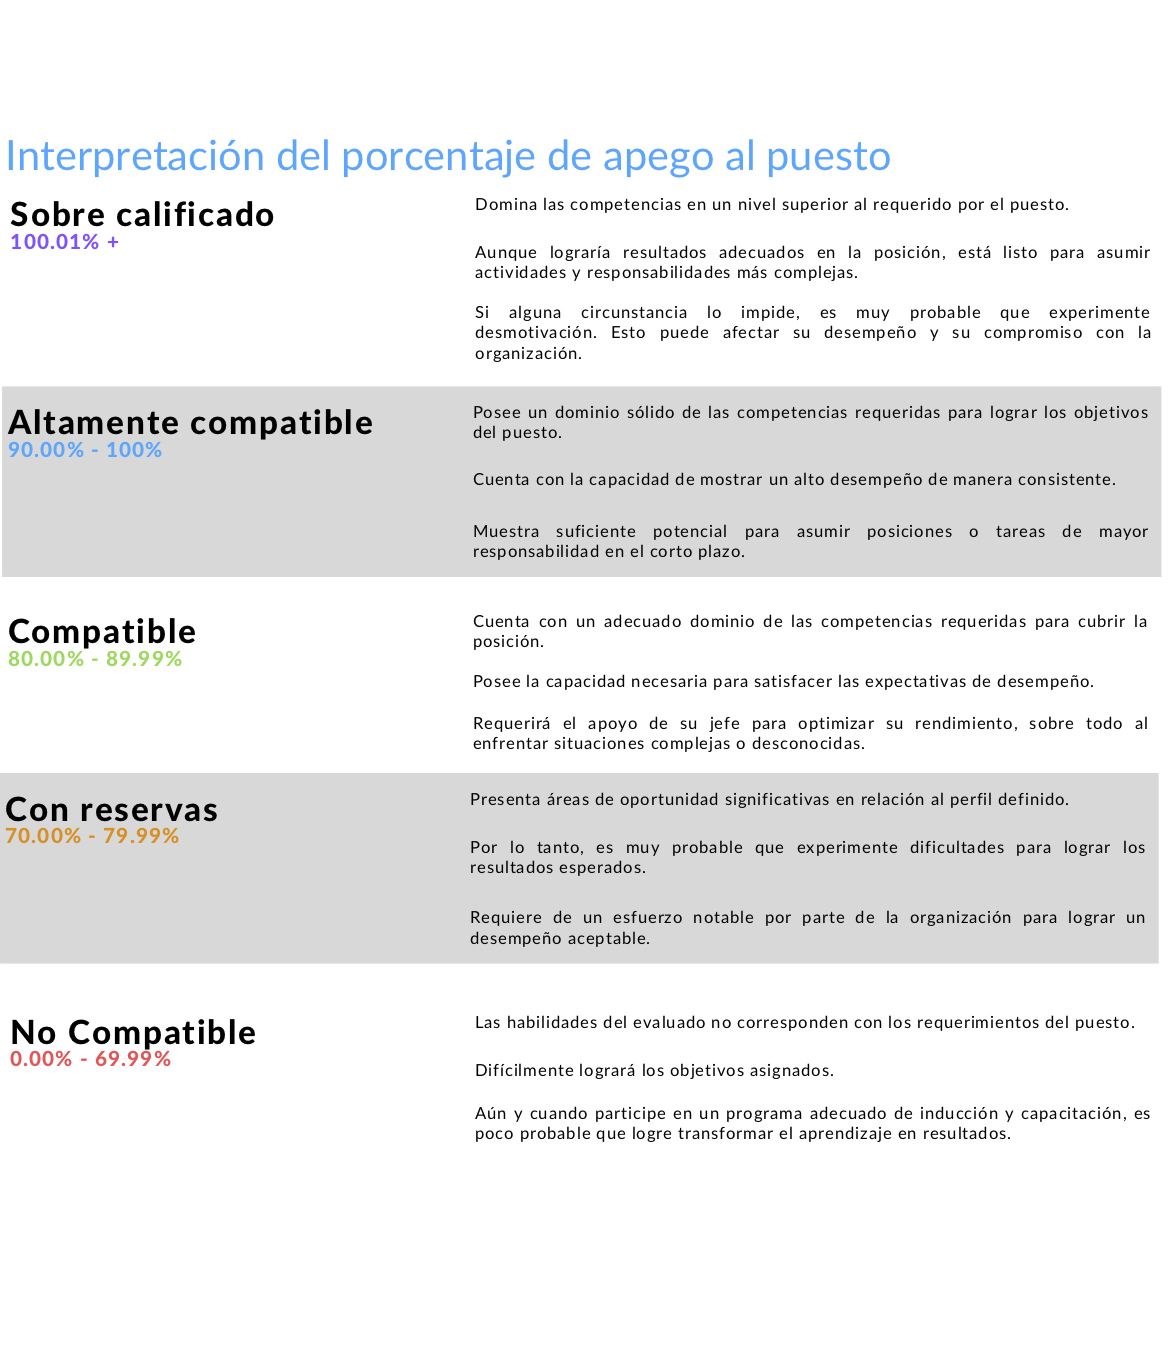 Interpretación del porcentaje de apego al puesto
Sobre calificado
100.01% +
Domina las competencias en un nivel superior al requerido por el puesto.
Aunque lograría resultados adecuados en la posición, está listo para asumir
actividades y responsabilidades más complejas.
Si alguna circunstancia lo impide, es muy probable que experimente
desmotivación. Esto puede afectar su desempeño y su compromiso con la
organización.
Altamente compatible
90.00% - 100%
Posee un dominio sólido de las competencias requeridas para lograr los objetivos
del puesto.
Cuenta con la capacidad de mostrar un alto desempeño de manera consistente.
Muestra suficiente potencial para asumir posiciones o tareas de mayor
responsabilidad en el corto plazo.
Compatible
80.00% - 89.99%
Cuenta con un adecuado dominio de las competencias requeridas para cubrir la
posición.
Posee la capacidad necesaria para satisfacer las expectativas de desempeño.
Requerirá el apoyo de su jefe para optimizar su rendimiento, sobre todo al
enfrentar situaciones complejas o desconocidas.
Con reservas
70.00% - 79.99%
Presenta áreas de oportunidad significativas en relación al perfil definido.
Por lo tanto, es muy probable que experimente dificultades para lograr los
resultados esperados.
Requiere de un esfuerzo notable por parte de la organización para lograr un
desempeño aceptable.
No Compatible
0.00% - 69.99%
Las habilidades del evaluado no corresponden con los requerimientos del puesto.
Difícilmente logrará los objetivos asignados.
Aún y cuando participe en un programa adecuado de inducción y capacitación, es
poco probable que logre transformar el aprendizaje en resultados.